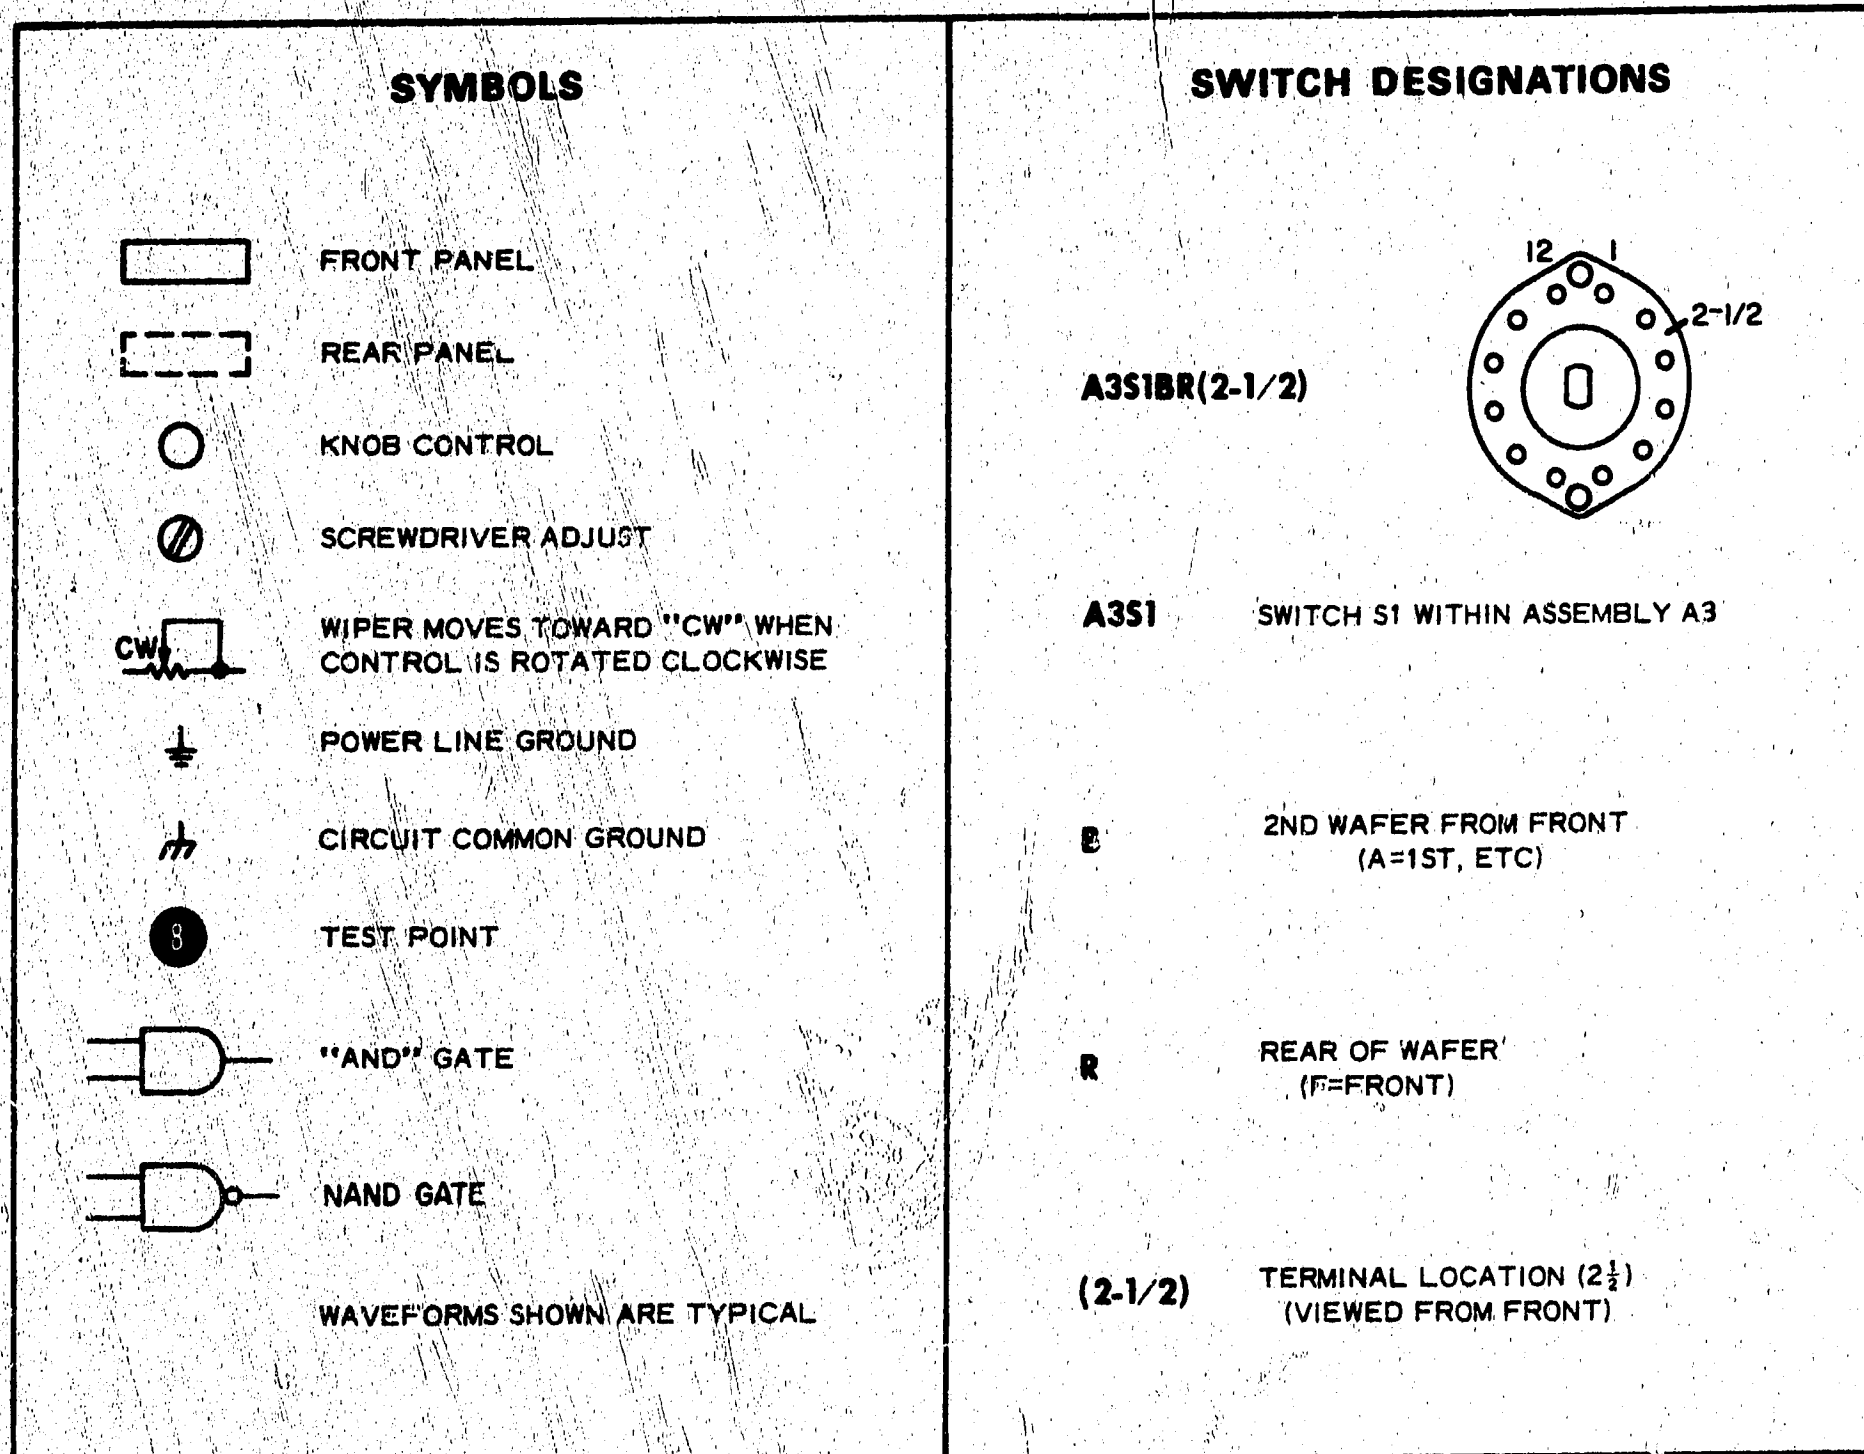 SYMBOLS
FRONT PANEL
REAR PANEL
KNOB CONTROL
SCREWDRIVER ADJUST
CW
WIPER MOVES TOWARD "CW" WHEN
CONTROL IS ROTATED CLOCKWISE
POWER LINE GROUND
CIRCUIT COMMON GROUND
8
TEST POINT
"AND" GATE
NAND GATE
WAVEFORMS SHOWN ARE TYPICAL
SWITCH DESIGNATIONS
12 1
2-1/2
A3S1BR(2-1/2)
A3S1 SWITCH S1 WITHIN ASSEMBLY A3
B 2ND WAFER FROM FRONT
(A=1ST, ETC)
R REAR OF WAFER
(F=FRONT)
(2-1/2) TERMINAL LOCATION (2½)
(VIEWED FROM FRONT)